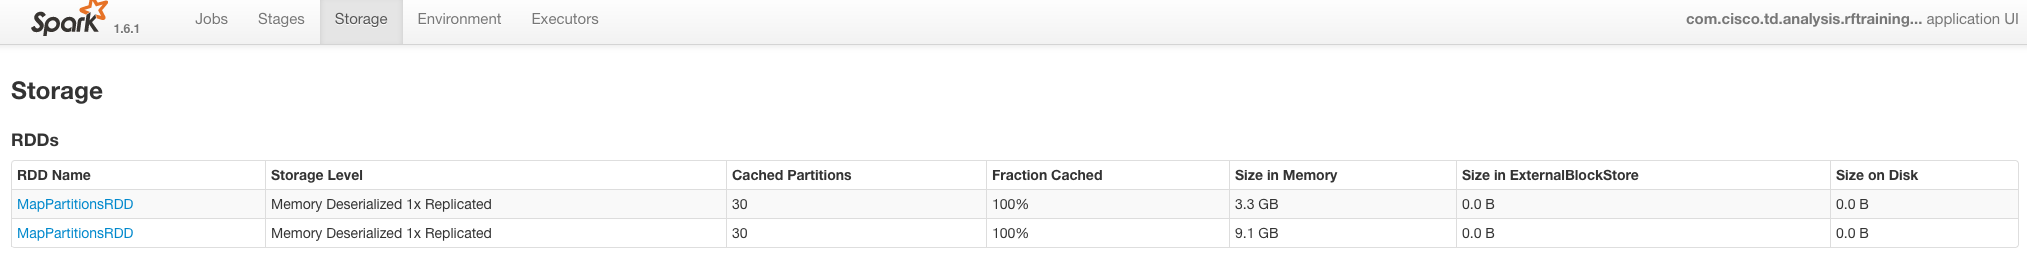 Spark 1.6.1 Jobs Stages Storage Environment Executors com.cisco.td.analysis.rftraining... application UI
Storage
RDDs
RDD Name Storage Level Cached Partitions Fraction Cached Size in Memory Size in ExternalBlockStore Size on Disk
MapPartitionsRDD Memory Deserialized 1x Replicated 30 100% 3.3 GB 0.0 B 0.0 B
MapPartitionsRDD Memory Deserialized 1x Replicated 30 100% 9.1 GB 0.0 B 0.0 B